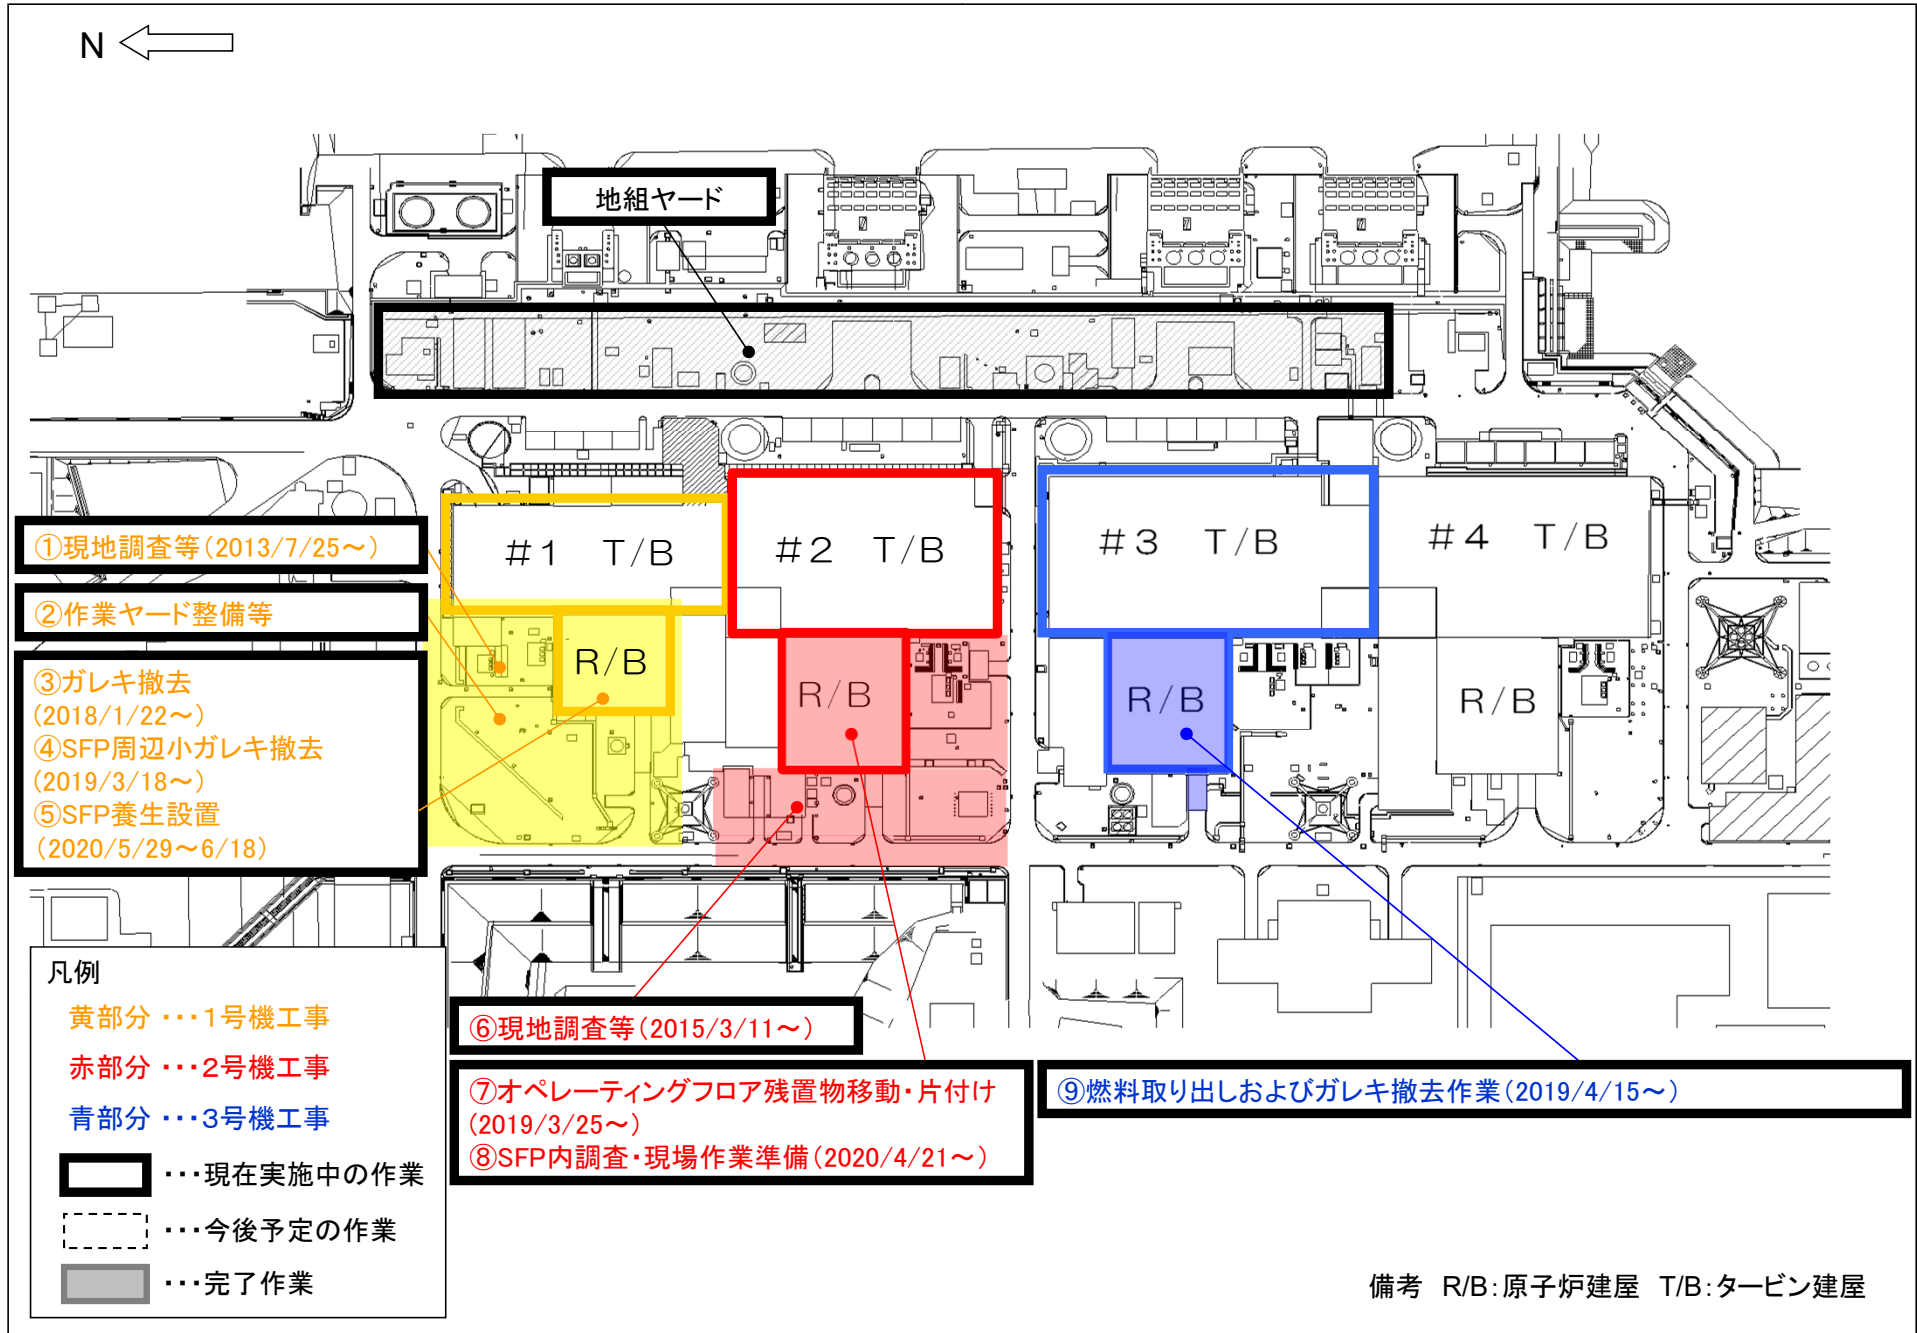 N
地組ヤード
#1 T/B
#2 T/B
#3 T/B
#4 T/B
R/B
R/B
R/B
R/B
①現地調査等(2013/7/25～)
②作業ヤード整備等
③ガレキ撤去
(2018/1/22～)
④SFP周辺小ガレキ撤去
(2019/3/18～)
⑤SFP養生設置
(2020/5/29～6/18)
⑥現地調査等(2015/3/11～)
⑦オペレーティングフロア残置物移動・片付け
(2019/3/25～)
⑧SFP内調査・現場作業準備(2020/4/21～)
⑨燃料取り出しおよびガレキ撤去作業(2019/4/15～)
凡例
黄部分 ・・・1号機工事
赤部分 ・・・2号機工事
青部分 ・・・3号機工事
・・・現在実施中の作業
・・・今後予定の作業
・・・完了作業
備考 R/B:原子炉建屋 T/B:タービン建屋